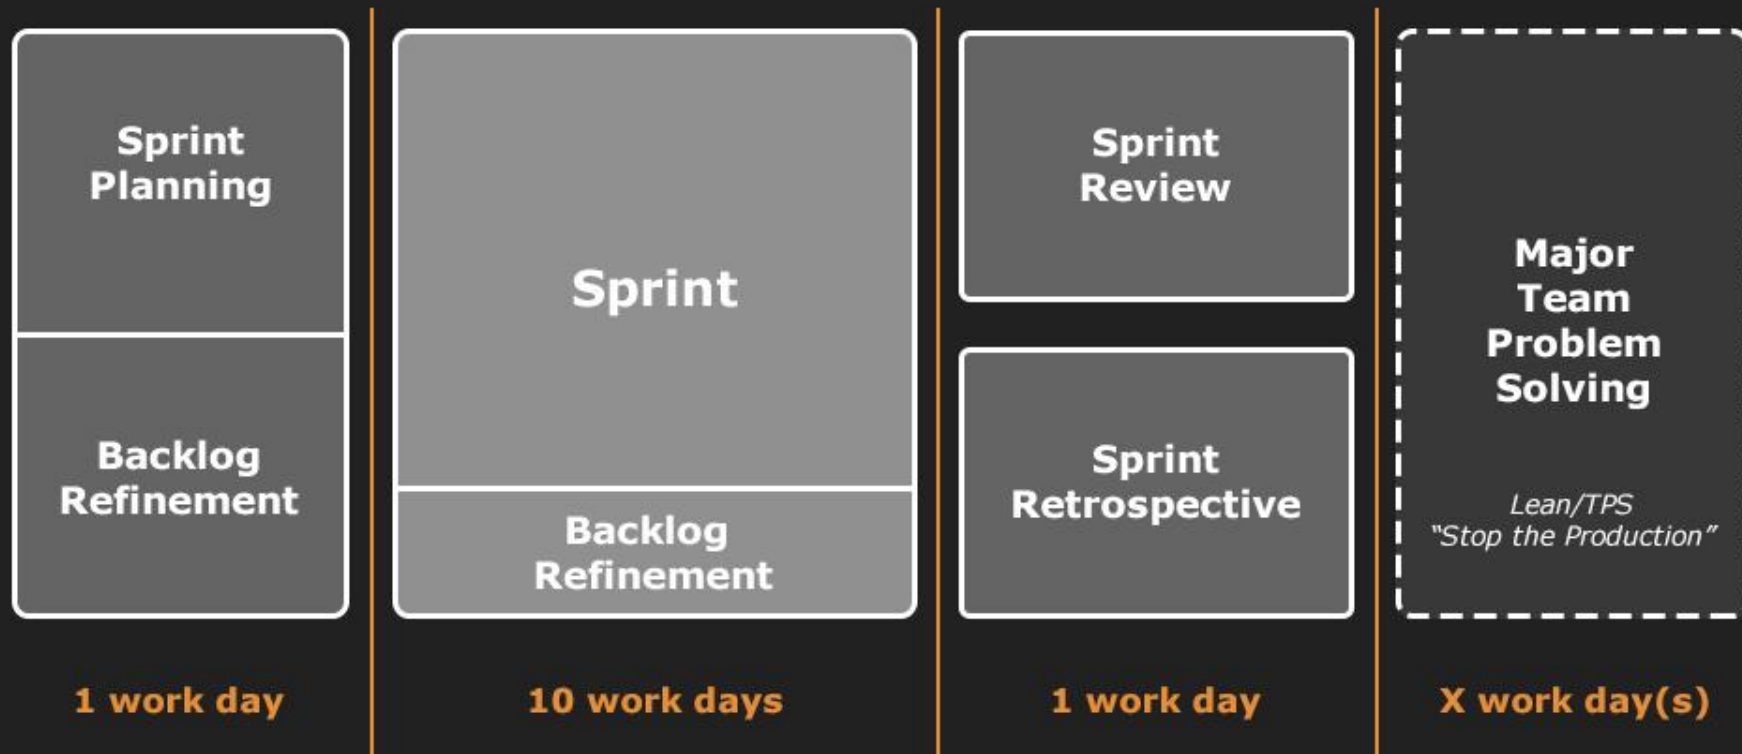 Sprint
Planning
Backlog
Refinement
1 work day
Sprint
Backlog
Refinement
10 work days
Sprint
Review
Sprint
Retrospective
1 work day
Major
Team
Problem
Solving
Lean/TPS
“Stop the Production”
X work day(s)